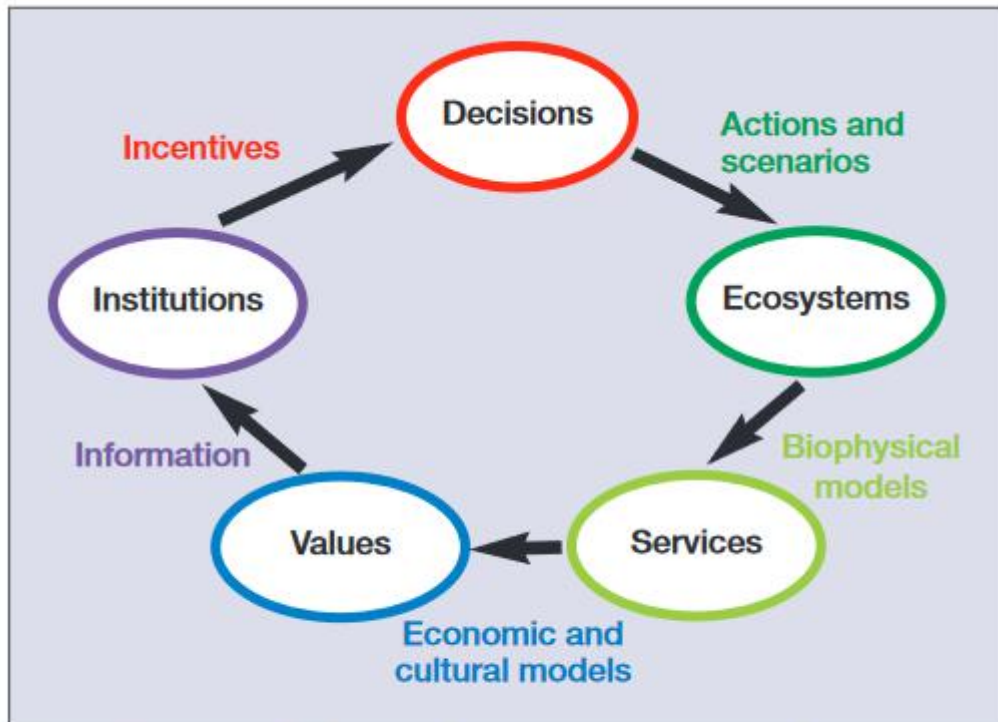 Decisions
Incentives
Actions and
scenarios
Institutions
Ecosystems
Information
Biophysical
models
Values
Services
Economic and
cultural models